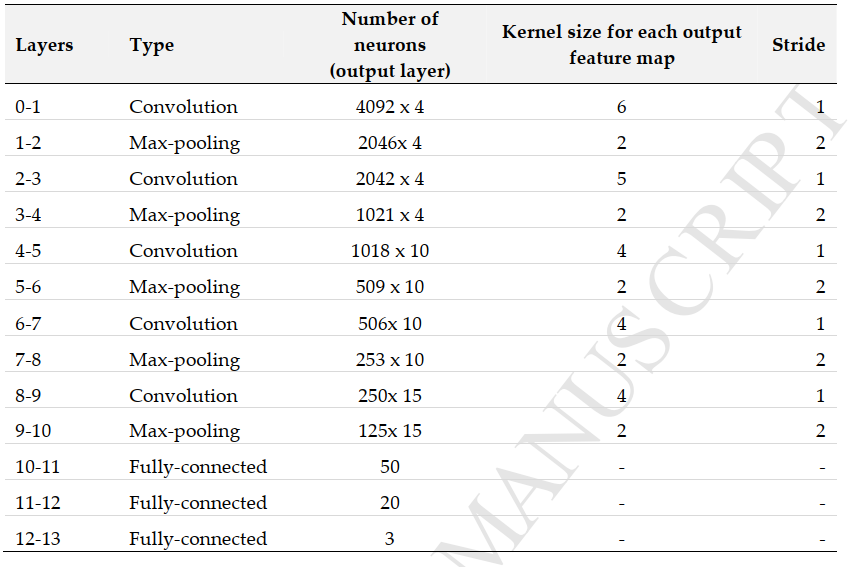 Layers Type Number of neurons (output layer) Kernel size for each output feature map Stride
0-1 Convolution 4092 x 4 6 1
1-2 Max-pooling 2046x 4 2 2
2-3 Convolution 2042 x 4 5 1
3-4 Max-pooling 1021 x 4 2 2
4-5 Convolution 1018 x 10 4 1
5-6 Max-pooling 509 x 10 2 2
6-7 Convolution 506x 10 4 1
7-8 Max-pooling 253 x 10 2 2
8-9 Convolution 250x 15 4 1
9-10 Max-pooling 125x 15 2 2
10-11 Fully-connected 50 - -
11-12 Fully-connected 20 - -
12-13 Fully-connected 3 - -
MANUSCRIPT